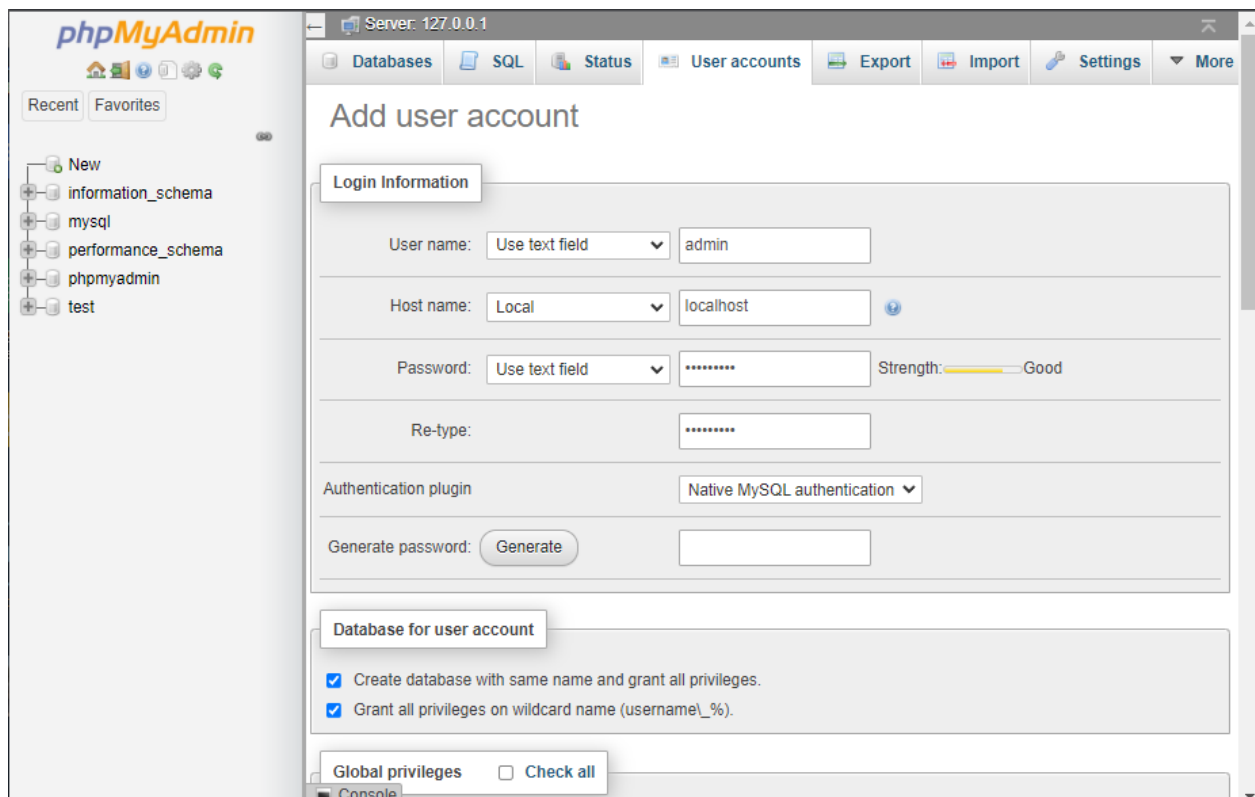 phpMyAdmin
Recent Favorites
New
information_schema
mysql
performance_schema
phpmyadmin
test
Server: 127.0.0.1
Databases SQL Status User accounts Export Import Settings More
Add user account
Login Information
User name: Use text field admin
Host name: Local localhost
Password: Use text field ••••••••• Strength: Good
Re-type: •••••••••
Authentication plugin Native MySQL authentication
Generate password: Generate
Database for user account
Create database with same name and grant all privileges.
Grant all privileges on wildcard name (username\_%).
Global privileges Check all
Console